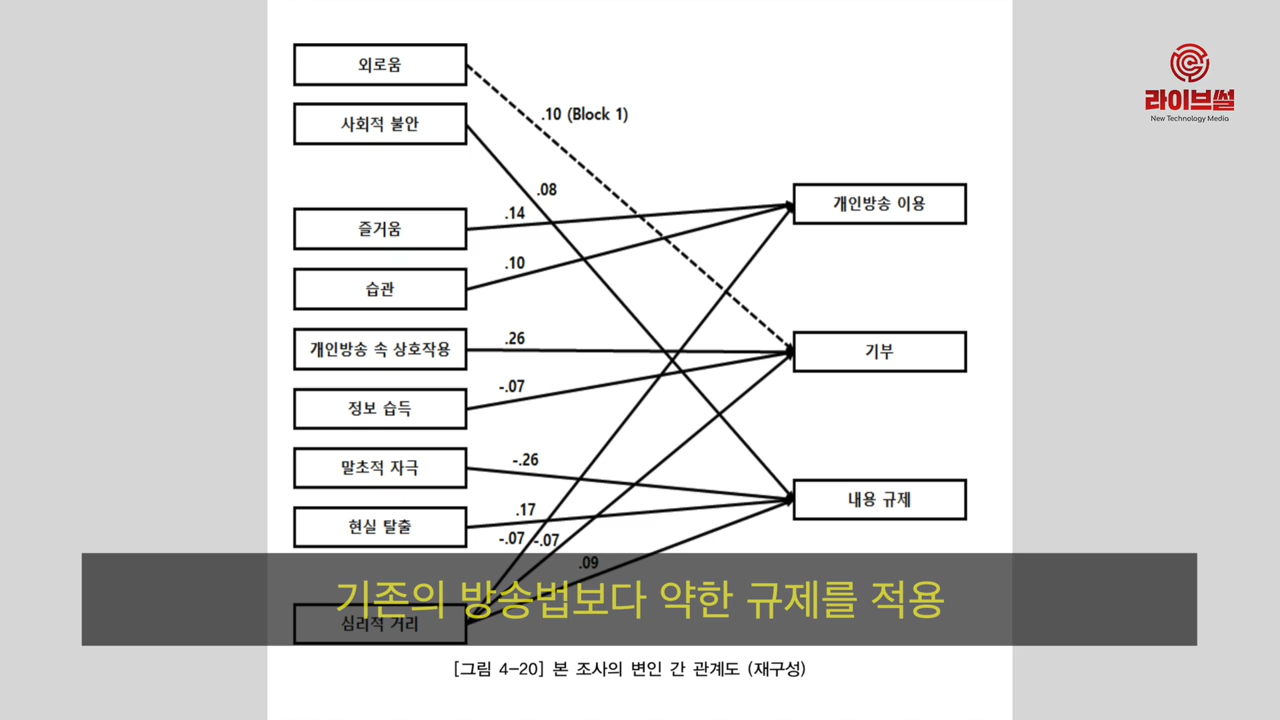 외로움
사회적 불안
즐거움
습관
개인방송 속 상호작용
정보 습득
말초적 자극
현실 탈출
심리적 거리
.10 (Block 1)
.08
.14
.10
.26
-.07
-.26
.17
-.07
-.07
.09
개인방송 이용
기부
내용 규제
라이브썰
New Technology Media
기존의 방송법보다 약한 규제를 적용
[그림 4-20] 본 조사의 변인 간 관계도 (재구성)